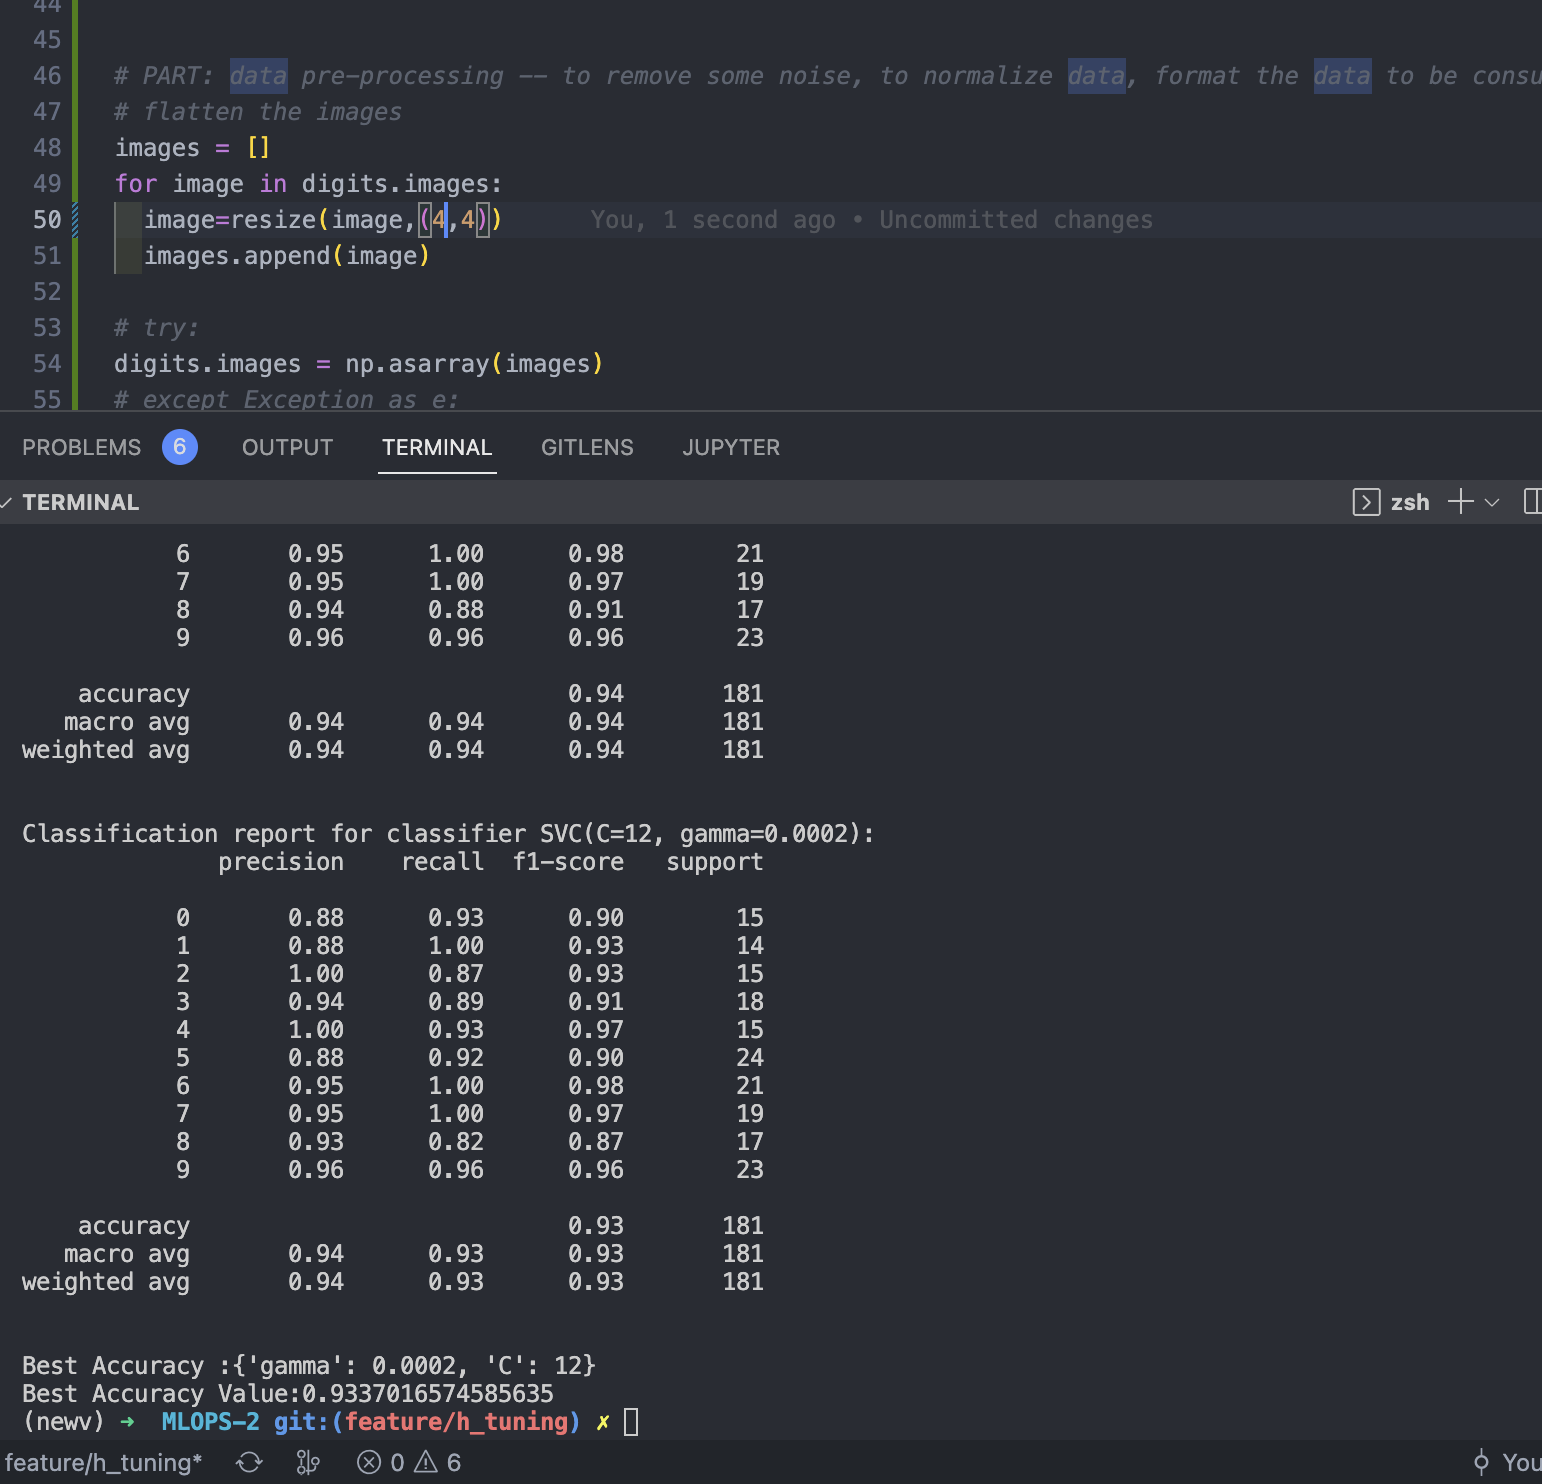 44
45
46 # PART: data pre-processing -- to remove some noise, to normalize data, format the data to be consu
47 # flatten the images
48 images = []
49 for image in digits.images:
50 image=resize(image,(4,4)) You, 1 second ago • Uncommitted changes
51 images.append(image)
52
53 # try:
54 digits.images = np.asarray(images)
55 # except Exception as e:
PROBLEMS 6 OUTPUT TERMINAL GITLENS JUPYTER
TERMINAL zsh
6 0.95 1.00 0.98 21
7 0.95 1.00 0.97 19
8 0.94 0.88 0.91 17
9 0.96 0.96 0.96 23
accuracy 0.94 181
macro avg 0.94 0.94 0.94 181
weighted avg 0.94 0.94 0.94 181
Classification report for classifier SVC(C=12, gamma=0.0002):
precision recall f1-score support
0 0.88 0.93 0.90 15
1 0.88 1.00 0.93 14
2 1.00 0.87 0.93 15
3 0.94 0.89 0.91 18
4 1.00 0.93 0.97 15
5 0.88 0.92 0.90 24
6 0.95 1.00 0.98 21
7 0.95 1.00 0.97 19
8 0.93 0.82 0.87 17
9 0.96 0.96 0.96 23
accuracy 0.93 181
macro avg 0.94 0.93 0.93 181
weighted avg 0.94 0.93 0.93 181
Best Accuracy :{'gamma': 0.0002, 'C': 12}
Best Accuracy Value:0.9337016574585635
(newv) ➜ MLOPS-2 git:(feature/h_tuning) ✗
feature/h_tuning* 0 6 You